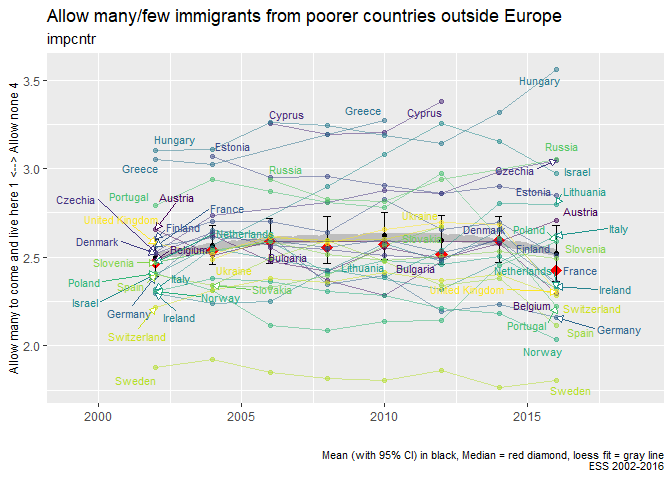 Allow many/few immigrants from poorer countries outside Europe
impcntr
Allow many to come and live here 1 <--> Allow none 4
3.5
3.0
2.5
2.0
Hungary
Greece
Cyprus
Cyprus
Hungary
Hungary
Estonia
Greece
Russia
Russia
Czechia
Israel
Portugal
Austria
Czechia
Estonia
Lithuania
France
Ukraine
Austria
United Kingdom
Finland
Netherlands
Denmark
Poland
Italy
Denmark
Belgium
Finland
Slovenia
Slovenia
Bulgaria
Lithuania
Bulgaria
Netherlands
France
Ukraine
Poland
Italy
Spain
Slovakia
United Kingdom
Ireland
Israel
Norway
Belgium
Slovenia
Germany
Ireland
Portugal
Germany
Switzerland
Switzerland
Spain
Norway
Sweden
Sweden
2000
2005
2010
2015
Mean (with 95% CI) in black, Median = red diamond, loess fit = gray line
ESS 2002-2016